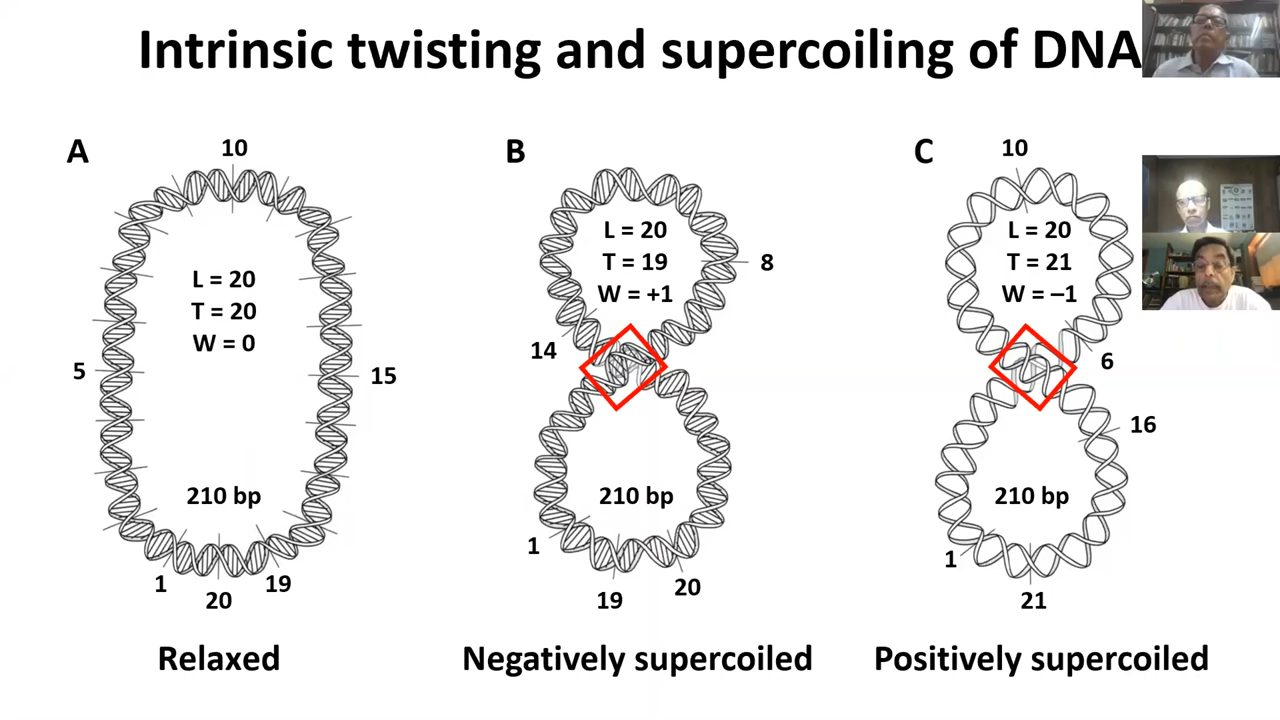 Intrinsic twisting and supercoiling of DNA
A
10
L = 20
T = 20
W = 0
5
15
210 bp
1
20
19
Relaxed
B
L = 20
T = 19
W = +1
8
14
210 bp
1
19
20
Negatively supercoiled
C
10
L = 20
T = 21
W = –1
6
16
210 bp
1
21
Positively supercoiled